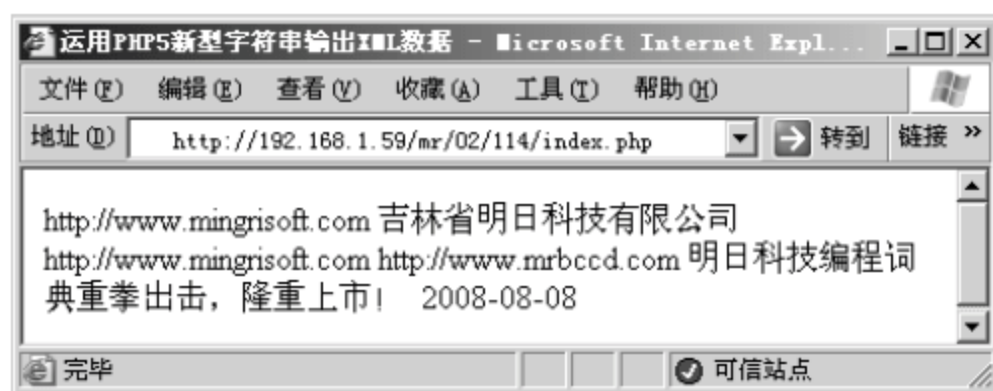 运用PHP5新型字符串输出XML数据 - Microsoft Internet Expl...
文件(F) 编辑(E) 查看(V) 收藏(A) 工具(T) 帮助(H)
地址(D) http://192.168.1.59/mr/02/114/index.php 转到 链接 »
http://www.mingrisoft.com 吉林省明日科技有限公司
http://www.mingrisoft.com http://www.mrbccd.com 明日科技编程词
典重拳出击，隆重上市! 2008-08-08
完毕 可信站点